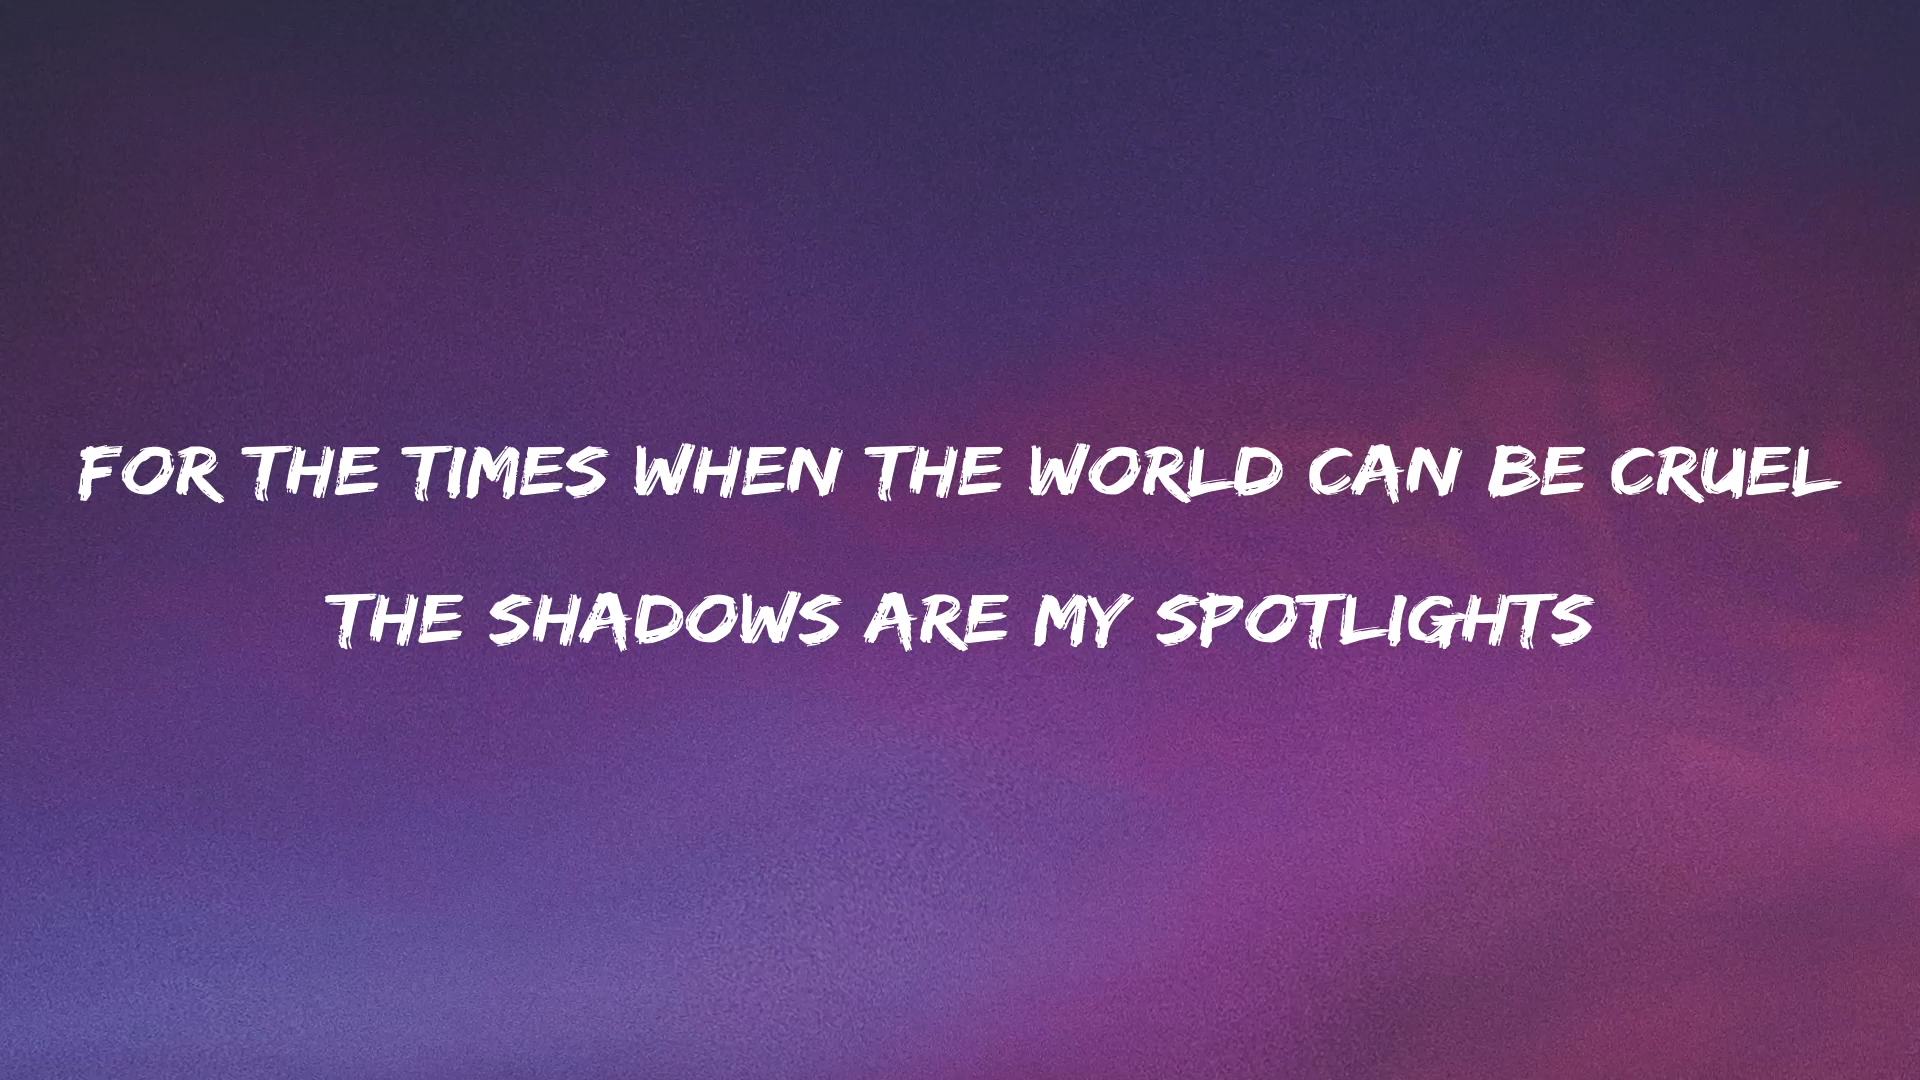 FOR THE TIMES WHEN THE WORLD CAN BE CRUEL
THE SHADOWS ARE MY SPOTLIGHTS